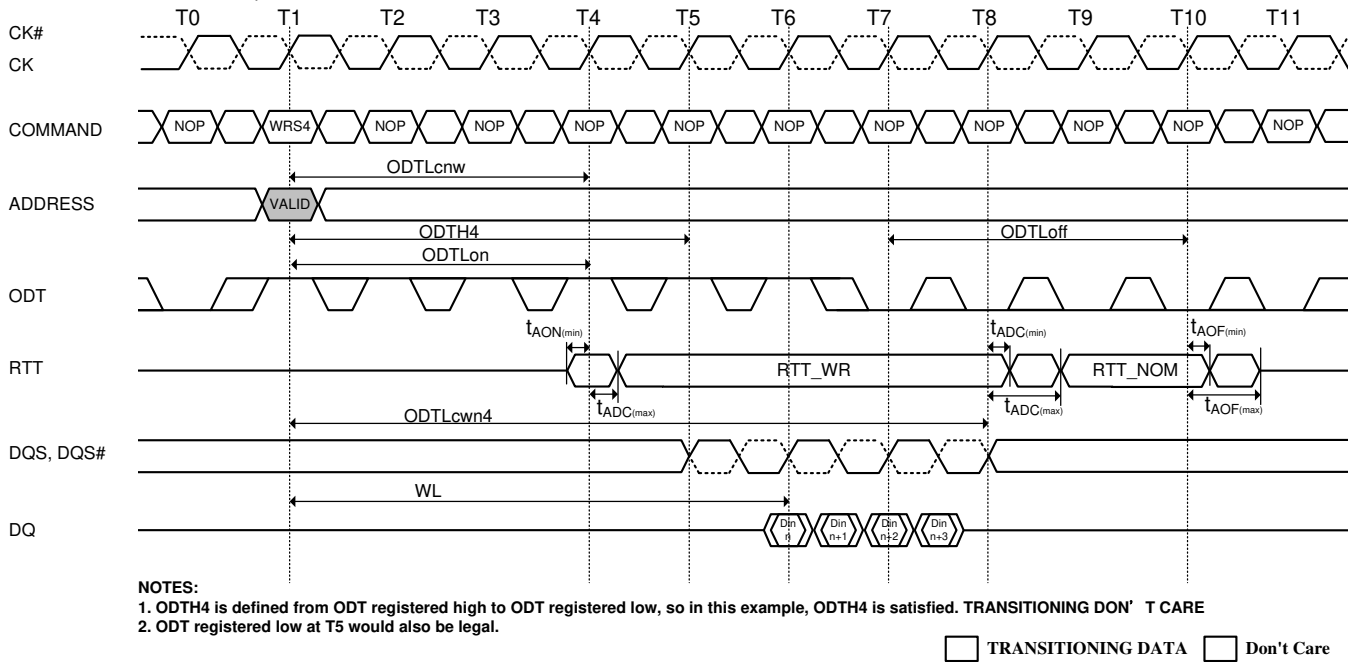 T0 T1 T2 T3 T4 T5 T6 T7 T8 T9 T10 T11
CK#
CK
COMMAND NOP WRS4 NOP NOP NOP NOP NOP NOP NOP NOP NOP NOP
ODTLcnw
ADDRESS VALID
ODTH4 ODTLoff
ODTLon
ODT
tAON(min) tADC(min) tAOF(min)
RTT RTT_WR RTT_NOM
tADC(max) tADC(max) tAOF(max)
ODTLcwn4
DQS, DQS#
WL
DQ Din n Din n+1 Din n+2 Din n+3
NOTES:
1. ODTH4 is defined from ODT registered high to ODT registered low, so in this example, ODTH4 is satisfied. TRANSITIONING DON’ T CARE
2. ODT registered low at T5 would also be legal.
TRANSITIONING DATA Don't Care